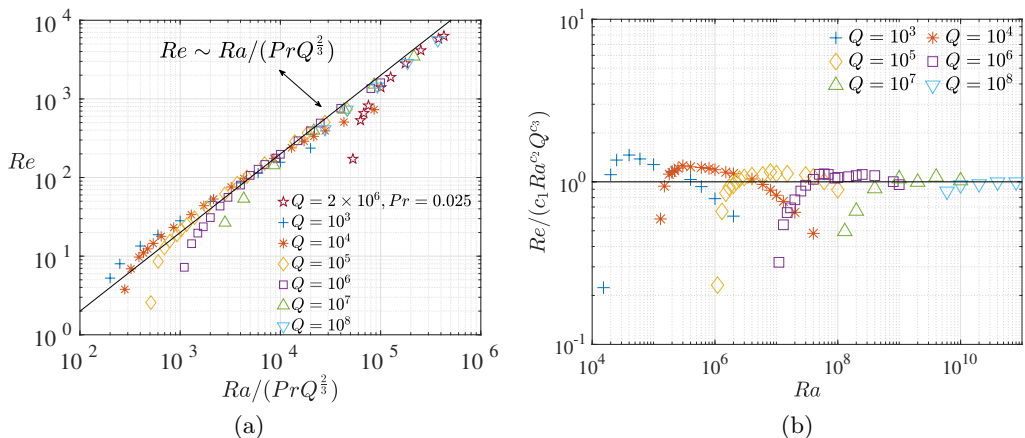 10^4
10^3
10^2
10^1
10^0
Re
Re ∼ Ra/(PrQ^{2/3})
Q = 2 × 10^6, Pr = 0.025
Q = 10^3
Q = 10^4
Q = 10^5
Q = 10^6
Q = 10^7
Q = 10^8
10^2 10^3 10^4 10^5 10^6
Ra/(PrQ^{2/3})
(a)
10^1
10^0
10^{-1}
Re/(c_1Ra^{c_2}Q^{c_3})
Q = 10^3 Q = 10^4
Q = 10^5 Q = 10^6
Q = 10^7 Q = 10^8
10^4 10^6 10^8 10^10
Ra
(b)